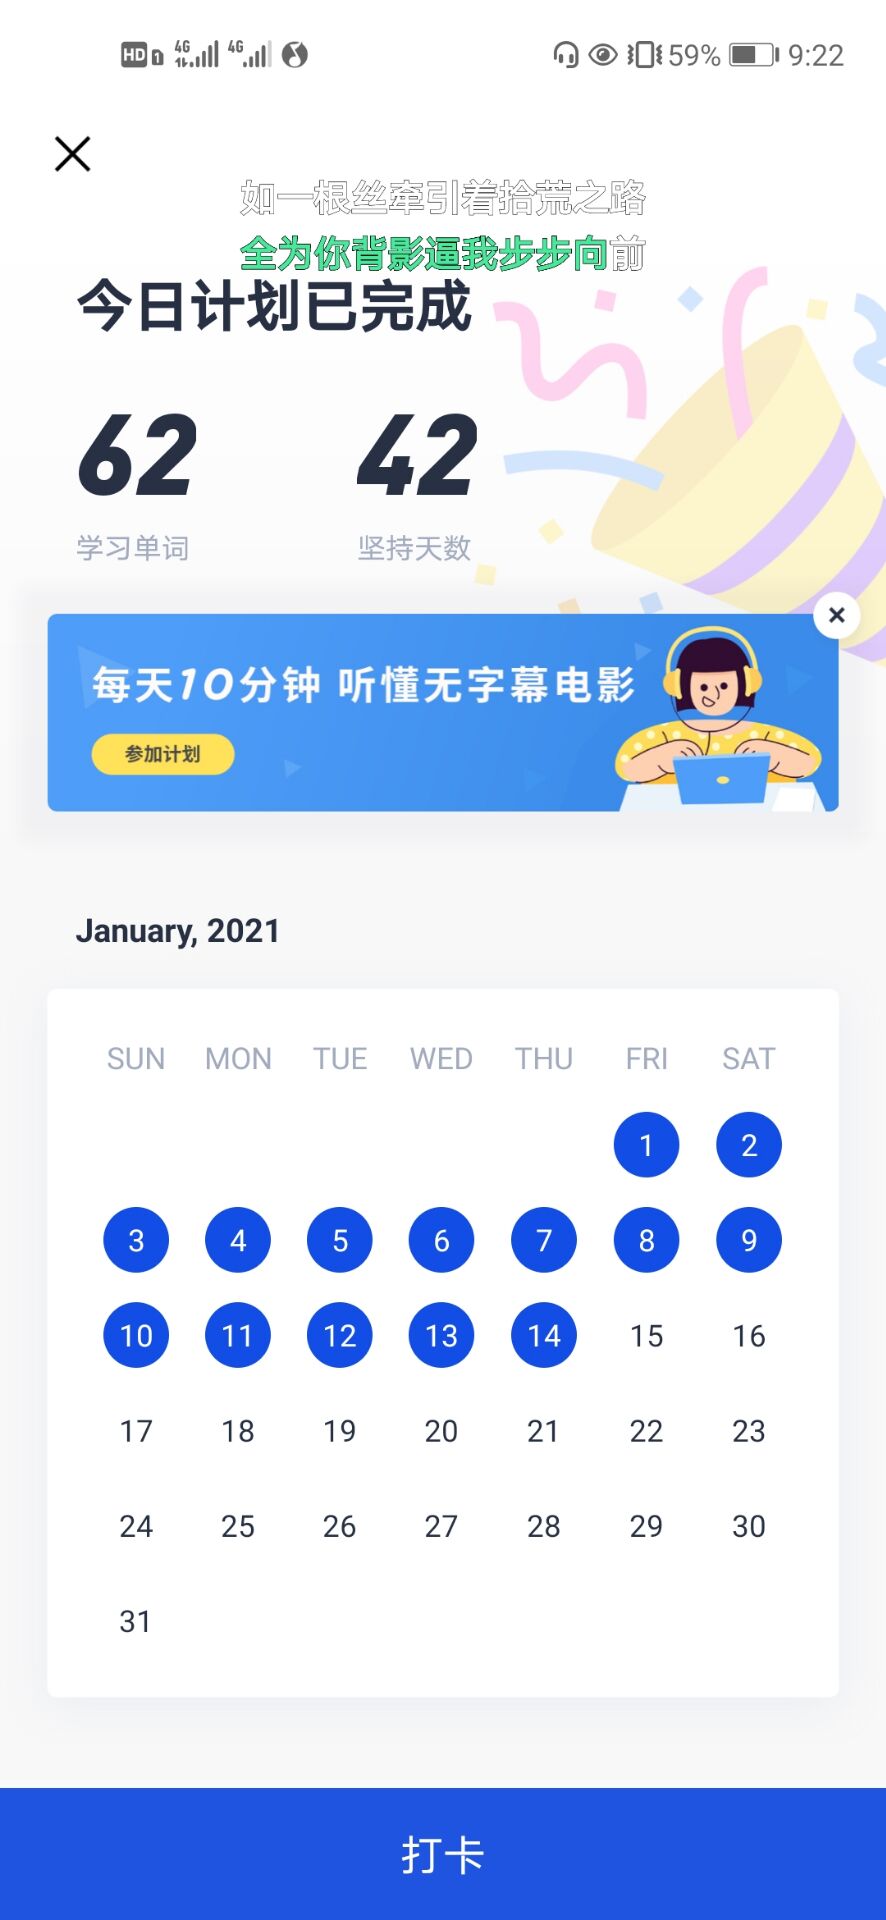 HD 1 4G 4G 59% 9:22
如一根丝牵引着拾荒之路
全为你背影逼我步步向前
今日计划已完成
62 42
学习单词 坚持天数
每天10分钟 听懂无字幕电影
参加计划
January, 2021
SUN MON TUE WED THU FRI SAT
1 2
3 4 5 6 7 8 9
10 11 12 13 14 15 16
17 18 19 20 21 22 23
24 25 26 27 28 29 30
31
打卡